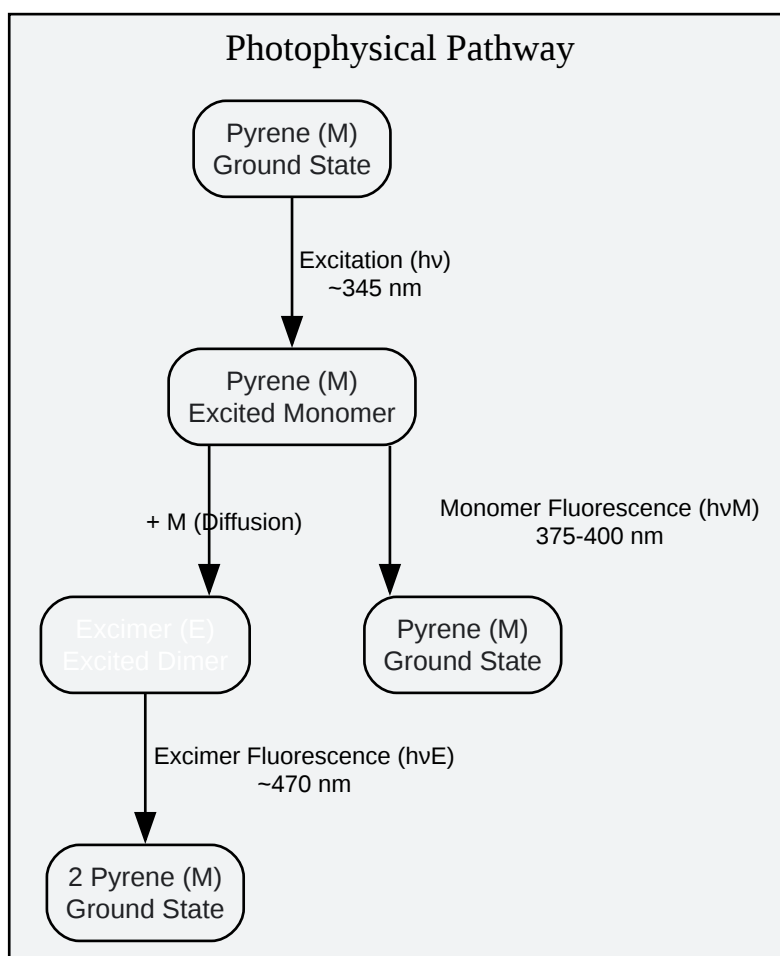 Photophysical Pathway
Pyrene (M)
Ground State
Excitation (hν)
~345 nm
Pyrene (M)
Excited Monomer
+ M (Diffusion)
Monomer Fluorescence (hνM)
375-400 nm
Excimer (E)
Excited Dimer
Pyrene (M)
Ground State
Excimer Fluorescence (hνE)
~470 nm
2 Pyrene (M)
Ground State